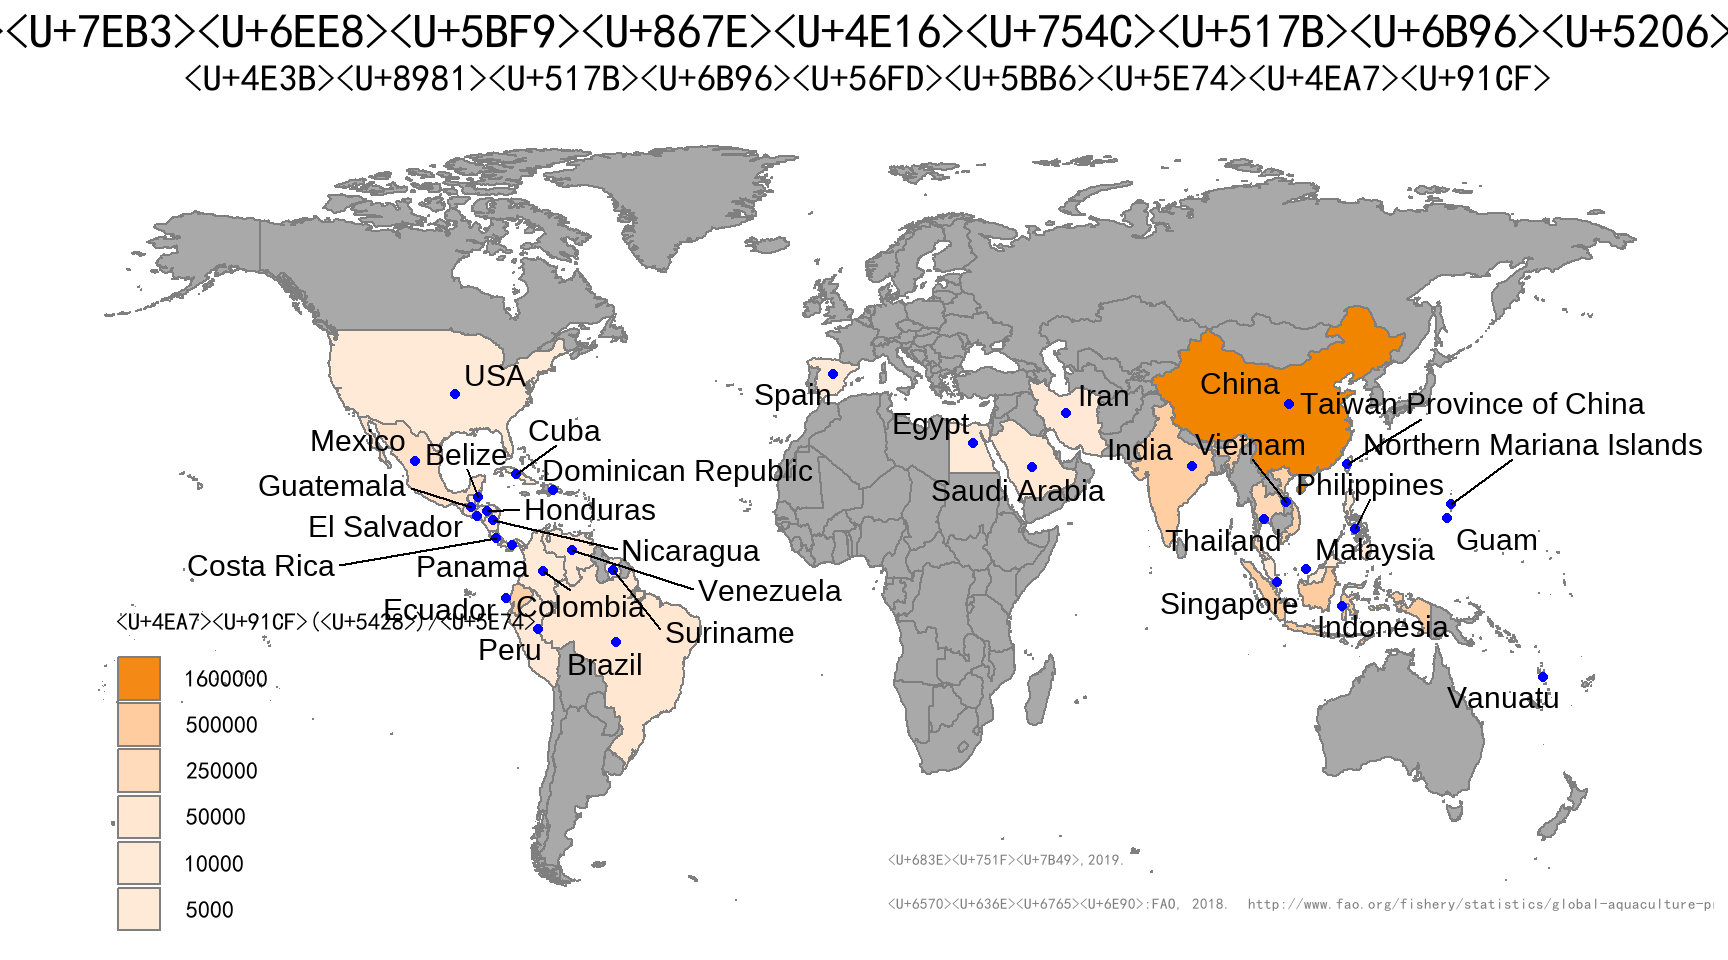 ><U+7EB3><U+6EE8><U+5BF9><U+867E><U+4E16><U+754C><U+517B><U+6B96><U+5206>
<U+4E3B><U+8981><U+517B><U+6B96><U+56FD><U+5BB6><U+5E74><U+4EA7><U+91CF>
USA
Spain
Iran
China
Taiwan Province of China
Mexico
Cuba
Belize
Egypt
India
Vietnam
Northern Mariana Islands
Dominican Republic
Guatemala
Saudi Arabia
Philippines
Honduras
El Salvador
Nicaragua
Thailand
Malaysia
Guam
Costa Rica
Panama
Venezuela
Ecuador
Colombia
Singapore
Indonesia
Suriname
Peru
Brazil
Vanuatu
<U+4EA7><U+91CF>(<U+5428>)/<U+5E74>
1600000
500000
250000
50000
10000
5000
<U+683E><U+751F><U+7B49>,2019.
<U+6570><U+636E><U+6765><U+6E90>:FAO, 2018. http://www.fao.org/fishery/statistics/global-aquaculture-p